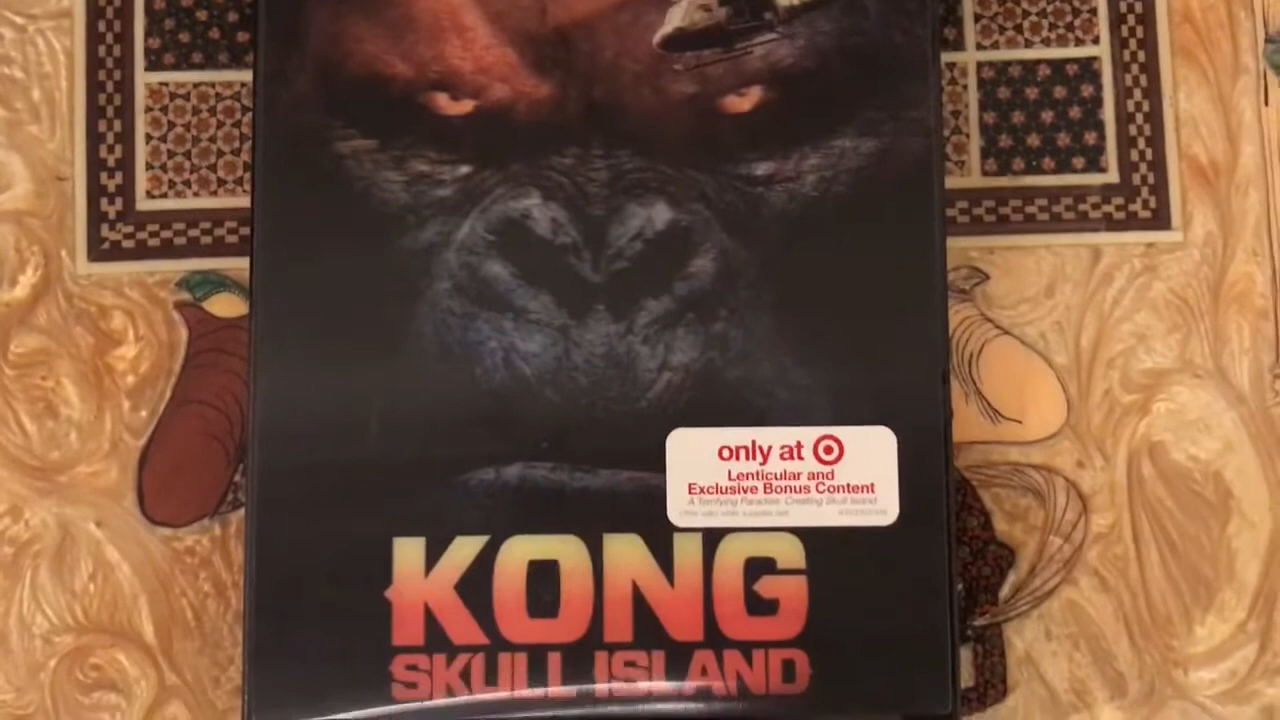 only at
Lenticular and
Exclusive Bonus Content
A Terrifying Paradise: Creating Skull Island
KONG
SKULL ISLAND